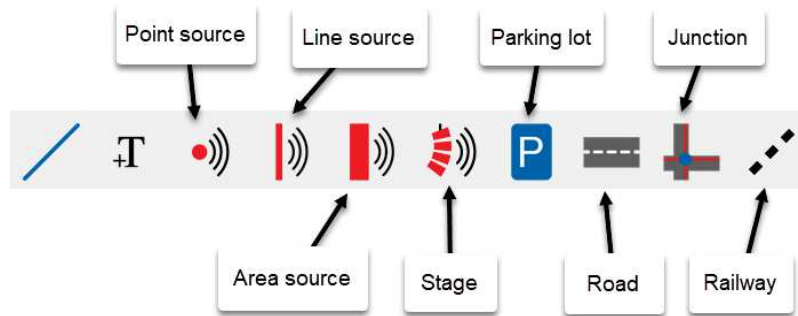 Point source
Line source
Parking lot
Junction
+T
P
Area source
Stage
Road
Railway